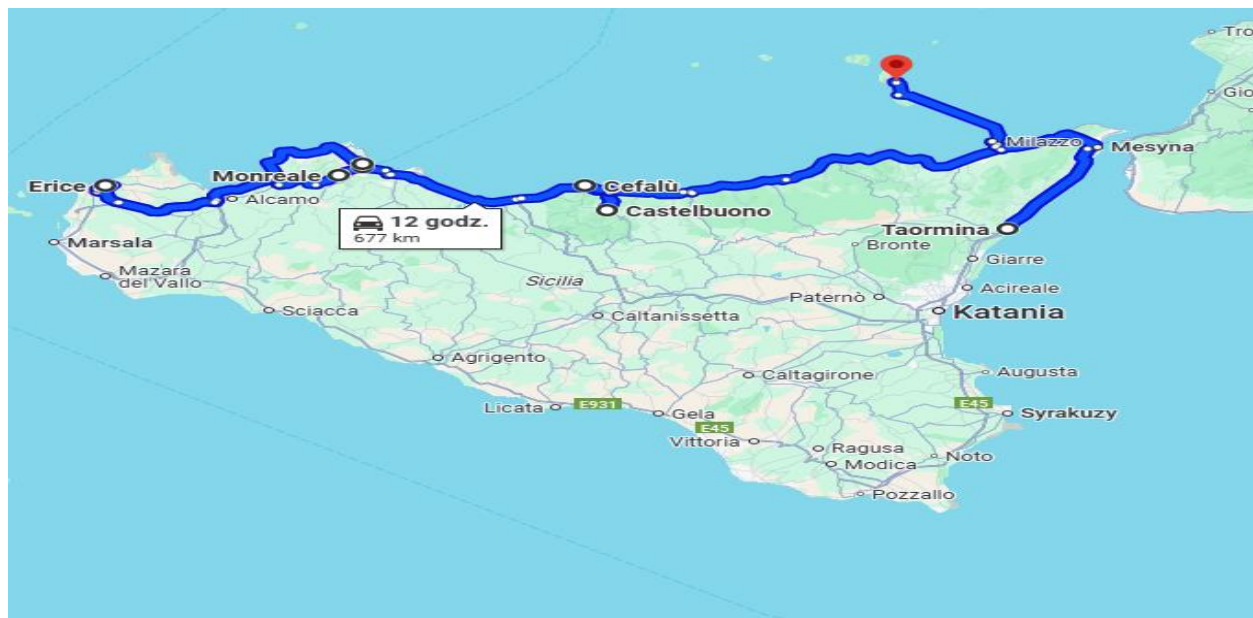 Tro
Gio
Milazzo
Mesyna
Monreale
Erice
Cefalù
Alcamo
Castelbuono
12 godz.
677 km
Taormina
Marsala
Bronte
Giarre
Mazara
del Vallo
Sicilia
Acireale
Paternò
Sciacca
Caltanissetta
Katania
Agrigento
Caltagirone
Augusta
Licata
E931
Gela
E45
Syrakuzy
E45
Vittoria
Ragusa
Noto
Modica
Pozzallo